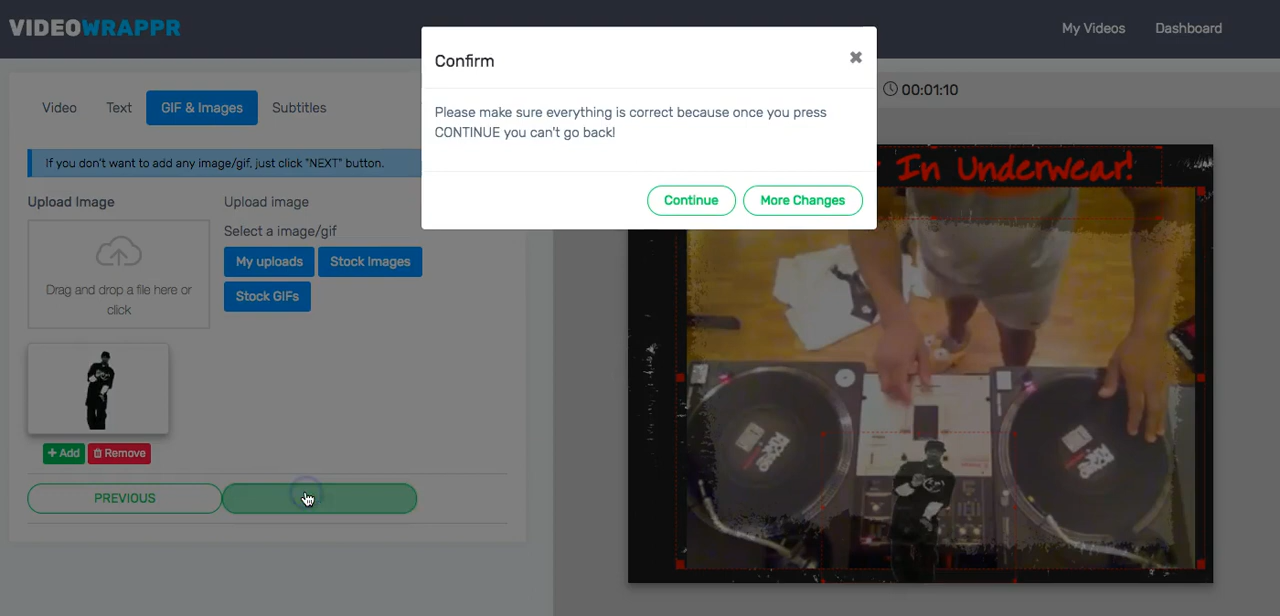 VIDEOWRAPPR
My Videos Dashboard
Confirm
✖
Please make sure everything is correct because once you press
CONTINUE you can't go back!
Continue More Changes
00:01:10
Video Text GIF & Images Subtitles
If you don't want to add any image/gif, just click "NEXT" button.
Upload Image
Upload image
Select a image/gif
My uploads Stock Images
Stock GIFs
Drag and drop a file here or
click
+ Add Remove
PREVIOUS
In Underwear!